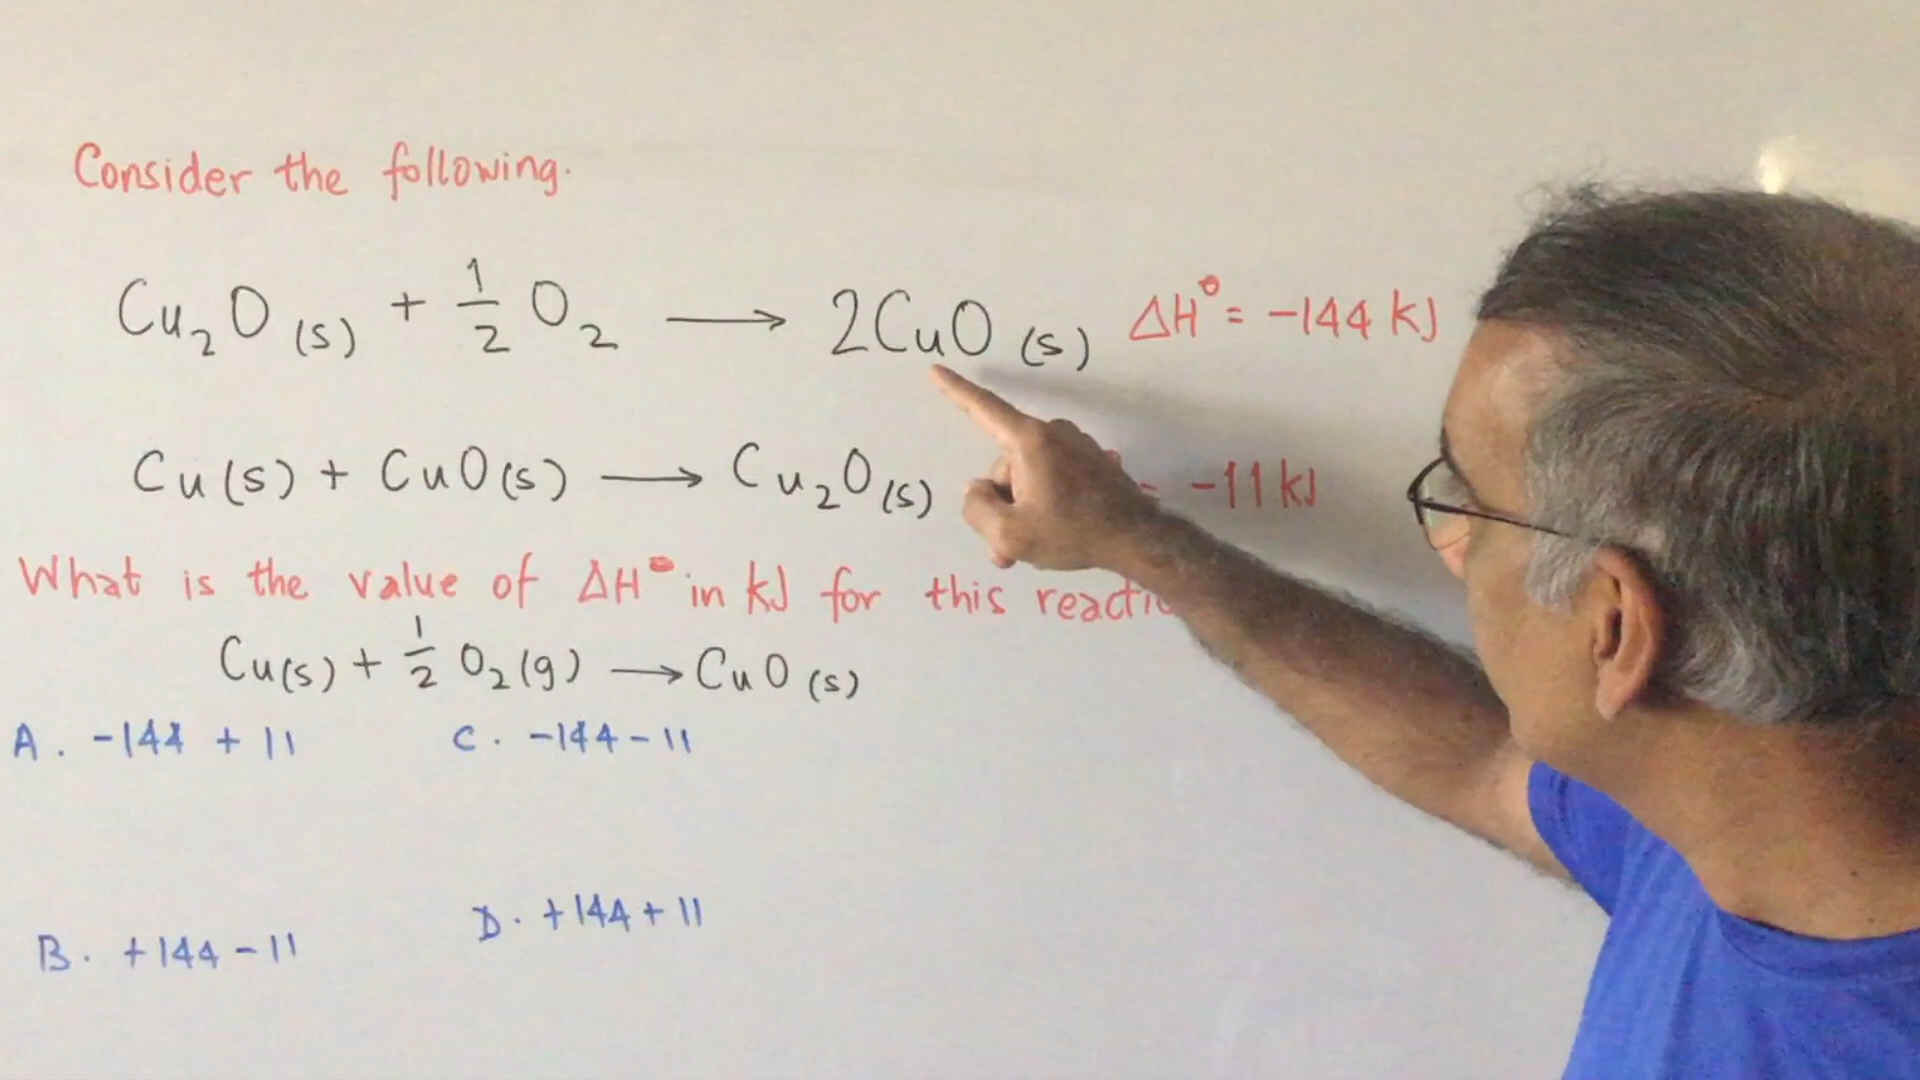 Consider the following.
Cu₂O (s) + 1/2 O₂ → 2CuO (s) ΔH° = -144 kJ
Cu(s) + CuO(s) → Cu₂O(s) -11 kJ
What is the value of ΔH° in kJ for this
Cu(s) + 1/2 O₂(g) → CuO (s)
A. -144 + 11
C. -144 - 11
B. +144 - 11
D. +144 + 11